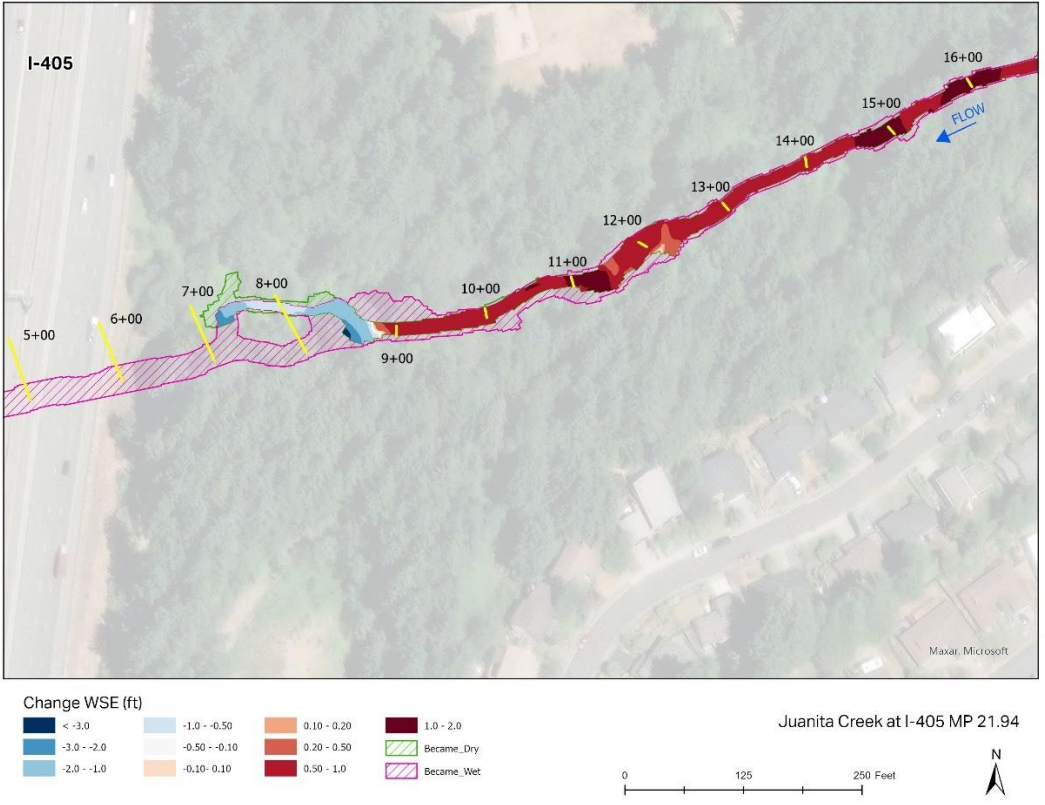 I-405
16+00
15+00
FLOW
14+00
13+00
12+00
11+00
10+00
8+00
7+00
6+00
5+00
9+00
Maxar, Microsoft
Change WSE (ft)
< -3.0
-3.0 - -2.0
-2.0 - -1.0
-1.0 - -0.50
-0.50 - -0.10
-0.10- 0.10
0.10 - 0.20
0.20 - 0.50
0.50 - 1.0
1.0 - 2.0
Became_Dry
Became_Wet
Juanita Creek at I-405 MP 21.94
N
0 125 250 Feet